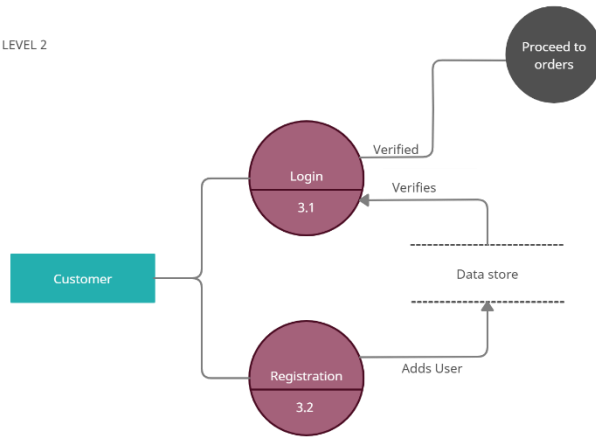 LEVEL 2
Proceed to
orders
Verified
Login
3.1
Verifies
Customer
Data store
Registration
3.2
Adds User